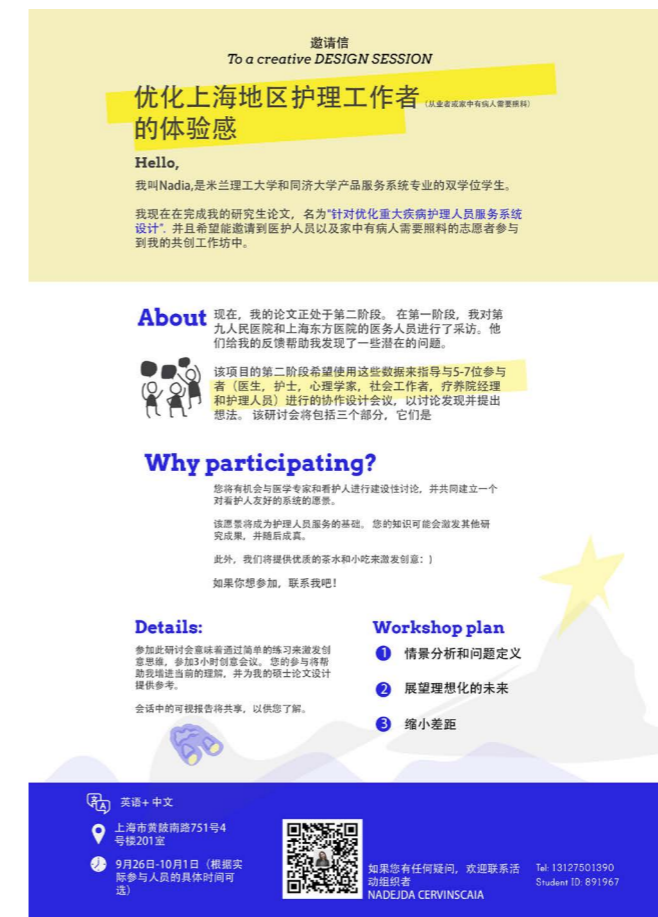 邀请信
To a creative DESIGN SESSION
优化上海地区护理工作者（从业者或家中有病人需要照料）
的体验感
Hello,
我叫Nadia,是米兰理工大学和同济大学产品服务系统专业的双学位学生。
我现在在完成我的研究生论文，名为“针对优化重大疾病护理人员服务系统
设计”. 并且希望能邀请到医护人员以及家中有病人需要照料的志愿者参与
到我的共创工作坊中。
About
现在，我的论文正处于第二阶段。 在第一阶段，我对第
九人民医院和上海东方医院的医务人员进行了采访。他
们给我的反馈帮助我发现了一些潜在的问题。
该项目的第二阶段希望使用这些数据来指导与5-7位参与
者（医生，护士，心理学家，社会工作者，疗养院经理
和护理人员）进行的协作设计会议，以讨论发现并提出
想法。 该研讨会将包括三个部分，它们是
Why participating?
您将有机会与医学专家和看护人进行建设性讨论，并共同建立一个
对看护人友好的系统的愿景。
该愿景将成为护理人员服务的基础。 您的知识可能会激发其他研
究成果，并随后成真。
此外，我们将提供优质的茶水和小吃来激发创意：)
如果你想参加，联系我吧！
Details:
参加此研讨会意味着通过简单的练习来激发创
意思维，参加3小时创意会议。 您的参与将帮
助我增进当前的理解，并为我的硕士论文设计
提供参考。
会话中的可视报告将共享，以供您了解。
Workshop plan
1 情景分析和问题定义
2 展望理想化的未来
3 缩小差距
英语+ 中文
上海市黄陂南路751号4
号楼201室
9月26日-10月1日（根据实
际参与人员的具体时间可
选）
如果您有任何疑问，欢迎联系活
动组织者
NADEJDA CERVINSCAIA
Tel: 13127501390
Student ID: 891967